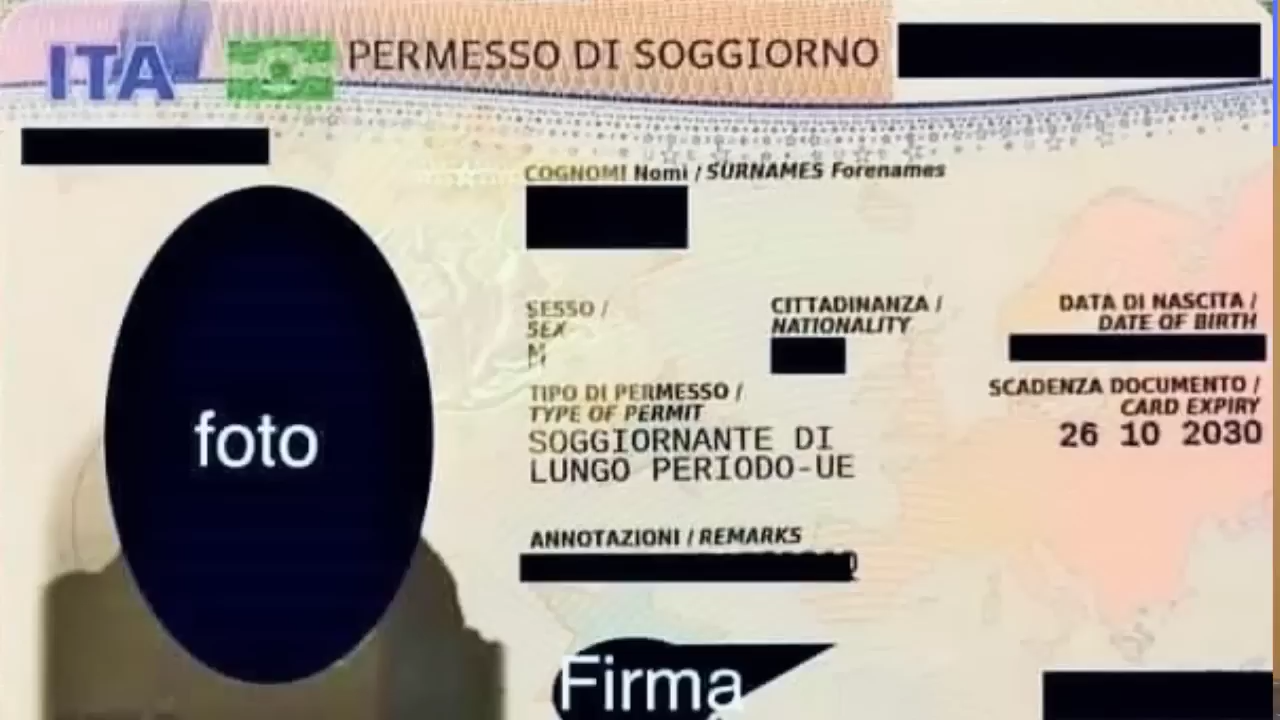 ITA PERMESSO DI SOGGIORNO
COGNOMI Nomi / SURNAMES Forenames
SESSO /
SEX
M
CITTADINANZA /
NATIONALITY
DATA DI NASCITA /
DATE OF BIRTH
TIPO DI PERMESSO /
TYPE OF PERMIT
SOGGIORNANTE DI
LUNGO PERIODO-UE
SCADENZA DOCUMENTO /
CARD EXPIRY
26 10 2030
foto
ANNOTAZIONI / REMARKS
Firma